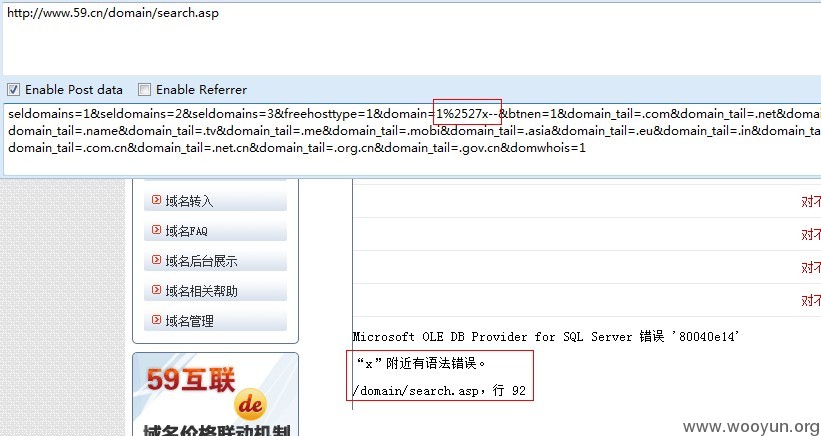 http://www.59.cn/domain/search.asp
Enable Post data Enable Referrer
seldomains=1&seldomains=2&seldomains=3&freehosttype=1&domain=1%2527x--&btnen=1&domain_tail=.com&domain_tail=.net&doma
domain_tail=.name&domain_tail=.tv&domain_tail=.me&domain_tail=.mobi&domain_tail=.asia&domain_tail=.eu&domain_tail=.in&doma
domain_tail=.com.cn&domain_tail=.net.cn&domain_tail=.org.cn&domain_tail=.gov.cn&domwhois=1
域名转入
对不
域名FAQ
对不
域名后台展示
对不
域名相关帮助
对不
域名管理
Microsoft OLE DB Provider for SQL Server 错误 '80040e14'
“x”附近有语法错误。
/domain/search.asp，行 92
59互联
de
域名价格联动机制
www.wooyun.org